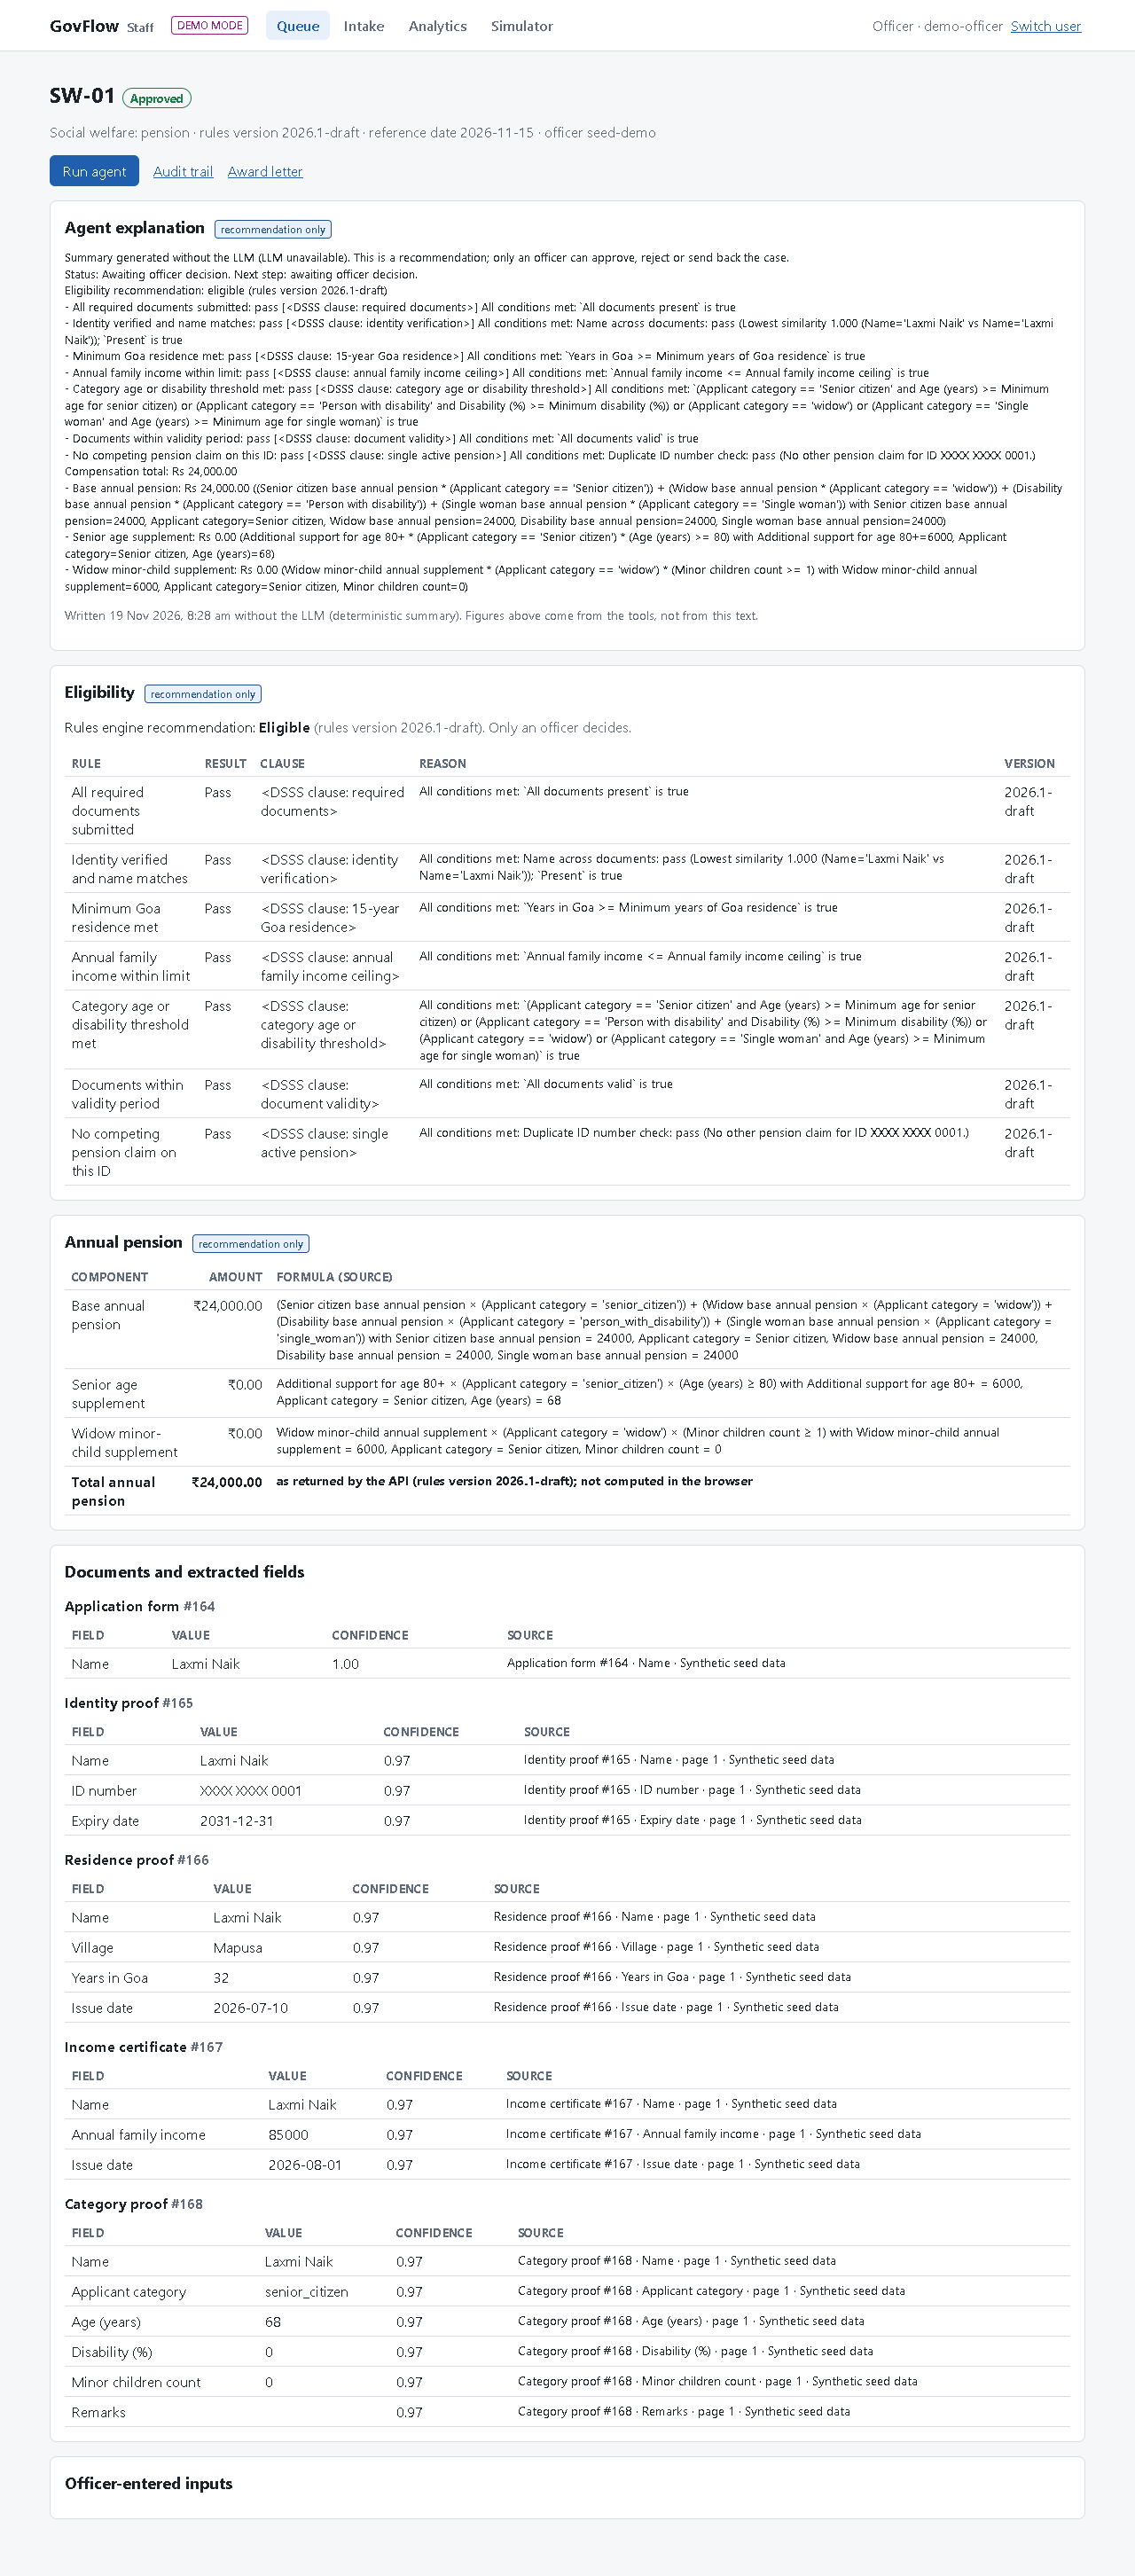 GovFlow Staff DEMO MODE Queue Intake Analytics Simulator Officer · demo-officer Switch user
SW-01 Approved
Social welfare: pension · rules version 2026.1-draft · reference date 2026-11-15 · officer seed-demo
Run agent Audit trail Award letter
Agent explanation recommendation only
Summary generated without the LLM (LLM unavailable). This is a recommendation; only an officer can approve, reject or send back the case.
Status: Awaiting officer decision. Next step: awaiting officer decision.
Eligibility recommendation: eligible (rules version 2026.1-draft)
- All required documents submitted: pass [<DSSS clause: required documents>] All conditions met: `All documents present` is true
- Identity verified and name matches: pass [<DSSS clause: identity verification>] All conditions met: Name across documents: pass (Lowest similarity 1.000 (Name='Laxmi Naik' vs Name='Laxmi
Naik')); `Present` is true
- Minimum Goa residence met: pass [<DSSS clause: 15-year Goa residence>] All conditions met: `Years in Goa >= Minimum years of Goa residence` is true
- Annual family income within limit: pass [<DSSS clause: annual family income ceiling>] All conditions met: `Annual family income <= Annual family income ceiling` is true
- Category age or disability threshold met: pass [<DSSS clause: category age or disability threshold>] All conditions met: `(Applicant category == 'Senior citizen' and Age (years) >= Minimum
age for senior citizen) or (Applicant category == 'Person with disability' and Disability (%) >= Minimum disability (%)) or (Applicant category == 'widow') or (Applicant category == 'Single
woman' and Age (years) >= Minimum age for single woman)` is true
- Documents within validity period: pass [<DSSS clause: document validity>] All conditions met: `All documents valid` is true
- No competing pension claim on this ID: pass [<DSSS clause: single active pension>] All conditions met: Duplicate ID number check: pass (No other pension claim for ID XXXX XXXX 0001.)
Compensation total: Rs 24,000.00
- Base annual pension: Rs 24,000.00 ((Senior citizen base annual pension * (Applicant category == 'Senior citizen')) + (Widow base annual pension * (Applicant category == 'widow')) + (Disability
base annual pension * (Applicant category == 'Person with disability')) + (Single woman base annual pension * (Applicant category == 'Single woman')) with Senior citizen base annual
pension=24000, Applicant category=Senior citizen, Widow base annual pension=24000, Disability base annual pension=24000, Single woman base annual pension=24000)
- Senior age supplement: Rs 0.00 (Additional support for age 80+ * (Applicant category == 'Senior citizen') * (Age (years) >= 80) with Additional support for age 80+=6000, Applicant
category=Senior citizen, Age (years)=68)
- Widow minor-child supplement: Rs 0.00 (Widow minor-child annual supplement * (Applicant category == 'widow') * (Minor children count >= 1) with Widow minor-child annual
supplement=6000, Applicant category=Senior citizen, Minor children count=0)
Written 19 Nov 2026, 8:28 am without the LLM (deterministic summary). Figures above come from the tools, not from this text.
Eligibility recommendation only
Rules engine recommendation: Eligible (rules version 2026.1-draft). Only an officer decides.
RULE RESULT CLAUSE REASON VERSION
All required documents submitted Pass <DSSS clause: required documents> All conditions met: `All documents present` is true 2026.1-draft
Identity verified and name matches Pass <DSSS clause: identity verification> All conditions met: Name across documents: pass (Lowest similarity 1.000 (Name='Laxmi Naik' vs Name='Laxmi Naik')); `Present` is true 2026.1-draft
Minimum Goa residence met Pass <DSSS clause: 15-year Goa residence> All conditions met: `Years in Goa >= Minimum years of Goa residence` is true 2026.1-draft
Annual family income within limit Pass <DSSS clause: annual family income ceiling> All conditions met: `Annual family income <= Annual family income ceiling` is true 2026.1-draft
Category age or disability threshold met Pass <DSSS clause: category age or disability threshold> All conditions met: `(Applicant category == 'Senior citizen' and Age (years) >= Minimum age for senior citizen) or (Applicant category == 'Person with disability' and Disability (%) >= Minimum disability (%)) or (Applicant category == 'widow') or (Applicant category == 'Single woman' and Age (years) >= Minimum age for single woman)` is true 2026.1-draft
Documents within validity period Pass <DSSS clause: document validity> All conditions met: `All documents valid` is true 2026.1-draft
No competing pension claim on this ID Pass <DSSS clause: single active pension> All conditions met: Duplicate ID number check: pass (No other pension claim for ID XXXX XXXX 0001.) 2026.1-draft
Annual pension recommendation only
COMPONENT AMOUNT FORMULA (SOURCE)
Base annual pension ₹24,000.00 (Senior citizen base annual pension × (Applicant category = 'senior_citizen')) + (Widow base annual pension × (Applicant category = 'widow')) + (Disability base annual pension × (Applicant category = 'person_with_disability')) + (Single woman base annual pension × (Applicant category = 'single_woman')) with Senior citizen base annual pension = 24000, Applicant category = Senior citizen, Widow base annual pension = 24000, Disability base annual pension = 24000, Single woman base annual pension = 24000
Senior age supplement ₹0.00 Additional support for age 80+ × (Applicant category = 'senior_citizen') × (Age (years) ≥ 80) with Additional support for age 80+ = 6000, Applicant category = Senior citizen, Age (years) = 68
Widow minor-child supplement ₹0.00 Widow minor-child annual supplement × (Applicant category = 'widow') × (Minor children count ≥ 1) with Widow minor-child annual supplement = 6000, Applicant category = Senior citizen, Minor children count = 0
Total annual pension ₹24,000.00 as returned by the API (rules version 2026.1-draft); not computed in the browser
Documents and extracted fields
Application form #164
FIELD VALUE CONFIDENCE SOURCE
Name Laxmi Naik 1.00 Application form #164 · Name · Synthetic seed data
Identity proof #165
FIELD VALUE CONFIDENCE SOURCE
Name Laxmi Naik 0.97 Identity proof #165 · Name · page 1 · Synthetic seed data
ID number XXXX XXXX 0001 0.97 Identity proof #165 · ID number · page 1 · Synthetic seed data
Expiry date 2031-12-31 0.97 Identity proof #165 · Expiry date · page 1 · Synthetic seed data
Residence proof #166
FIELD VALUE CONFIDENCE SOURCE
Name Laxmi Naik 0.97 Residence proof #166 · Name · page 1 · Synthetic seed data
Village Mapusa 0.97 Residence proof #166 · Village · page 1 · Synthetic seed data
Years in Goa 32 0.97 Residence proof #166 · Years in Goa · page 1 · Synthetic seed data
Issue date 2026-07-10 0.97 Residence proof #166 · Issue date · page 1 · Synthetic seed data
Income certificate #167
FIELD VALUE CONFIDENCE SOURCE
Name Laxmi Naik 0.97 Income certificate #167 · Name · page 1 · Synthetic seed data
Annual family income 85000 0.97 Income certificate #167 · Annual family income · page 1 · Synthetic seed data
Issue date 2026-08-01 0.97 Income certificate #167 · Issue date · page 1 · Synthetic seed data
Category proof #168
FIELD VALUE CONFIDENCE SOURCE
Name Laxmi Naik 0.97 Category proof #168 · Name · page 1 · Synthetic seed data
Applicant category senior_citizen 0.97 Category proof #168 · Applicant category · page 1 · Synthetic seed data
Age (years) 68 0.97 Category proof #168 · Age (years) · page 1 · Synthetic seed data
Disability (%) 0 0.97 Category proof #168 · Disability (%) · page 1 · Synthetic seed data
Minor children count 0 0.97 Category proof #168 · Minor children count · page 1 · Synthetic seed data
Remarks 0.97 Category proof #168 · Remarks · page 1 · Synthetic seed data
Officer-entered inputs